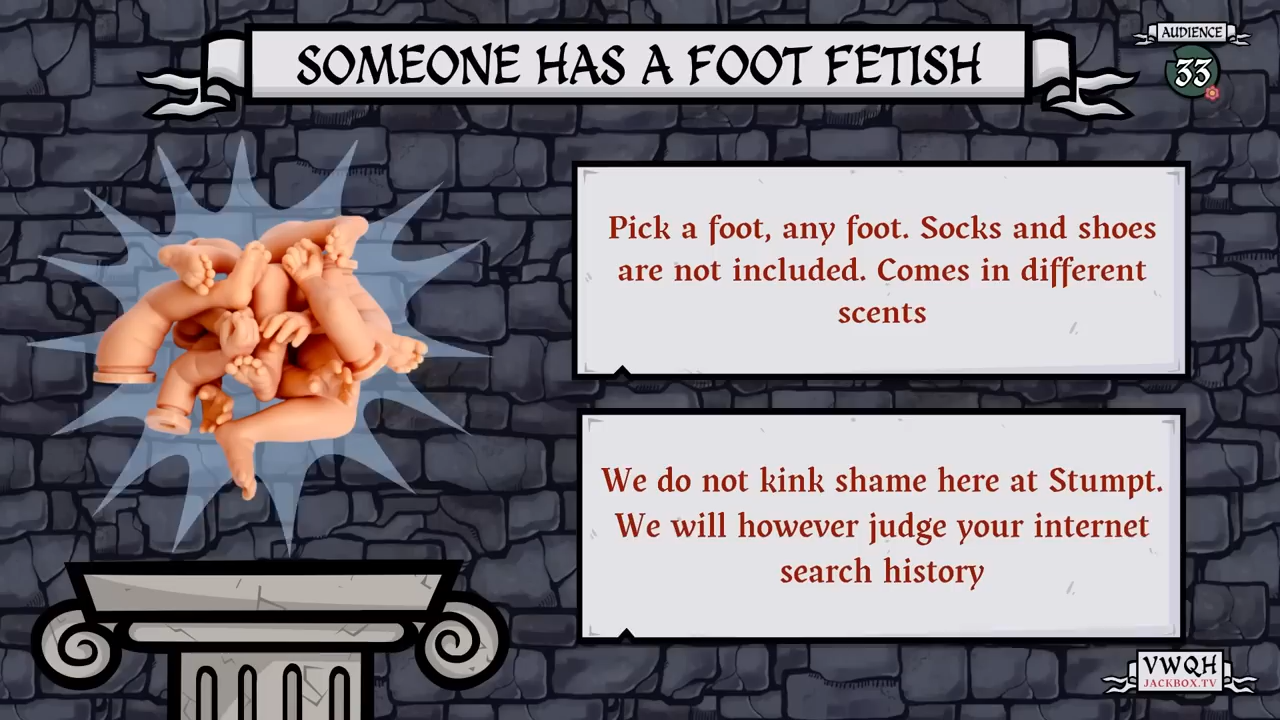 SOMEONE HAS A FOOT FETISH
AUDIENCE
33
Pick a foot, any foot. Socks and shoes
are not included. Comes in different
scents
We do not kink shame here at Stumpt.
We will however judge your internet
search history
VWQH
JACKBOX.TV